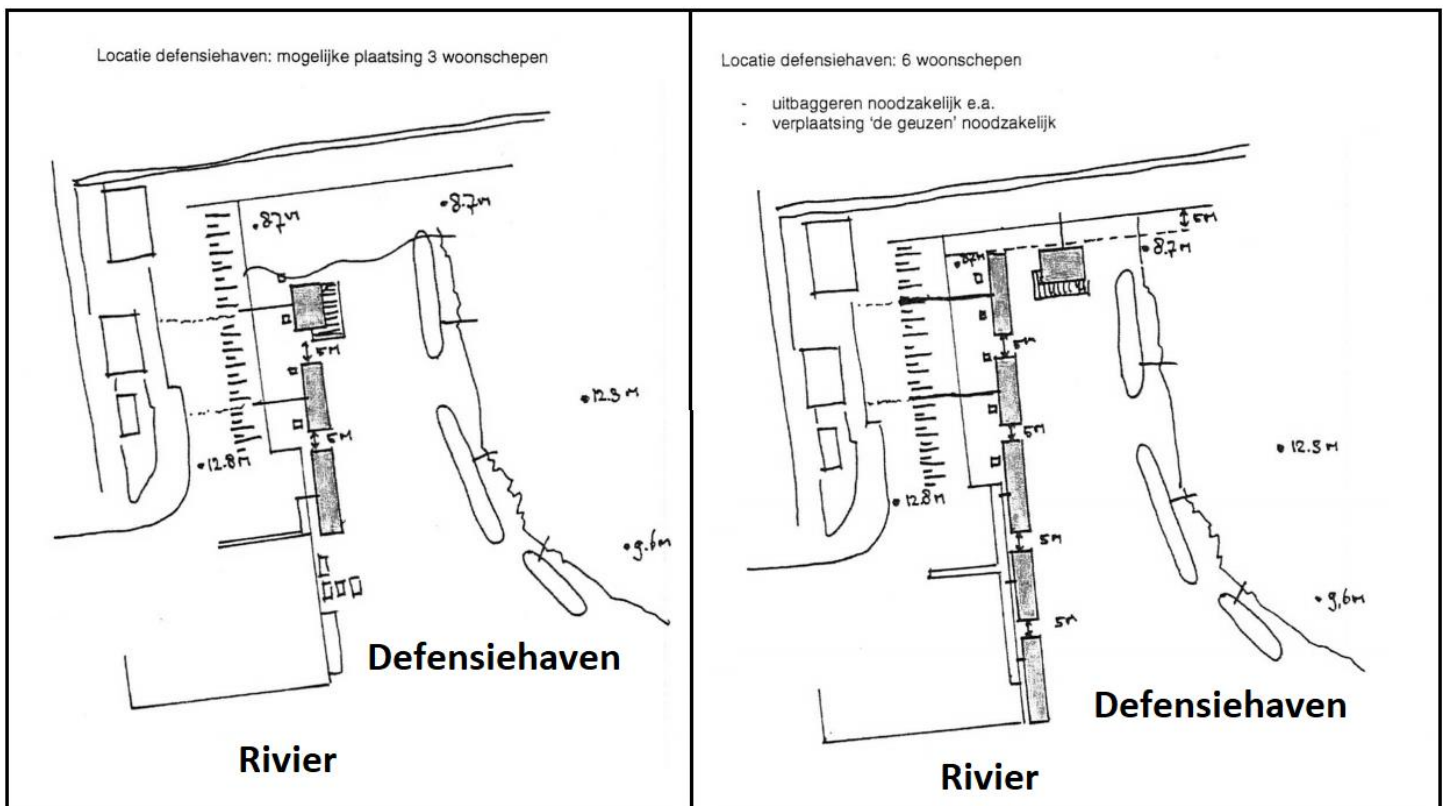 Locatie defensiehaven: mogelijke plaatsing 3 woonschepen
8.7M
8.7M
5M
12.3M
5M
12.8M
9.6M
Defensiehaven
Rivier
Locatie defensiehaven: 6 woonschepen
- uitbaggeren noodzakelijk e.a.
- verplaatsing 'de geuzen' noodzakelijk
5M
8.7M
8.7M
5M
5M
12.3M
12.8M
5M
9,6M
5M
Defensiehaven
Rivier